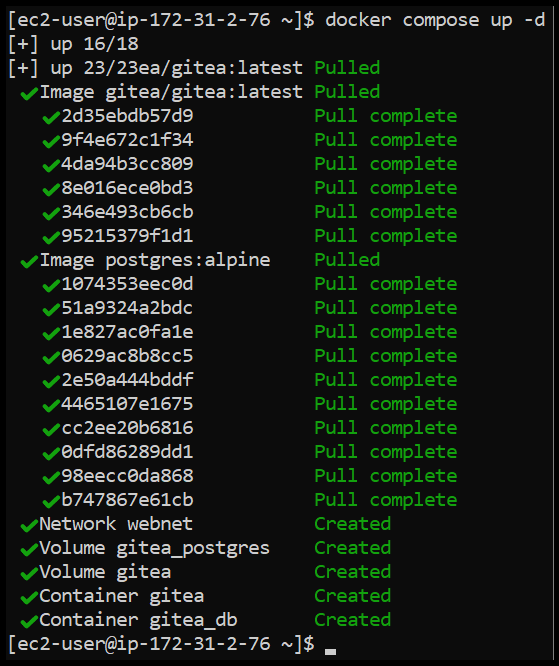 [ec2-user@ip-172-31-2-76 ~]$ docker compose up -d
[+] up 16/18
[+] up 23/23ea/gitea:latest Pulled
✔Image gitea/gitea:latest Pulled
✔2d35ebdb57d9 Pull complete
✔9f4e672c1f34 Pull complete
✔4da94b3cc809 Pull complete
✔8e016ece0bd3 Pull complete
✔346e493cb6cb Pull complete
✔95215379f1d1 Pull complete
✔Image postgres:alpine Pulled
✔1074353eec0d Pull complete
✔51a9324a2bdc Pull complete
✔1e827ac0fa1e Pull complete
✔0629ac8b8cc5 Pull complete
✔2e50a444bddf Pull complete
✔4465107e1675 Pull complete
✔cc2ee20b6816 Pull complete
✔0dfd86289dd1 Pull complete
✔98eecc0da868 Pull complete
✔b747867e61cb Pull complete
✔Network webnet Created
✔Volume gitea_postgres Created
✔Volume gitea Created
✔Container gitea Created
✔Container gitea_db Created
[ec2-user@ip-172-31-2-76 ~]$